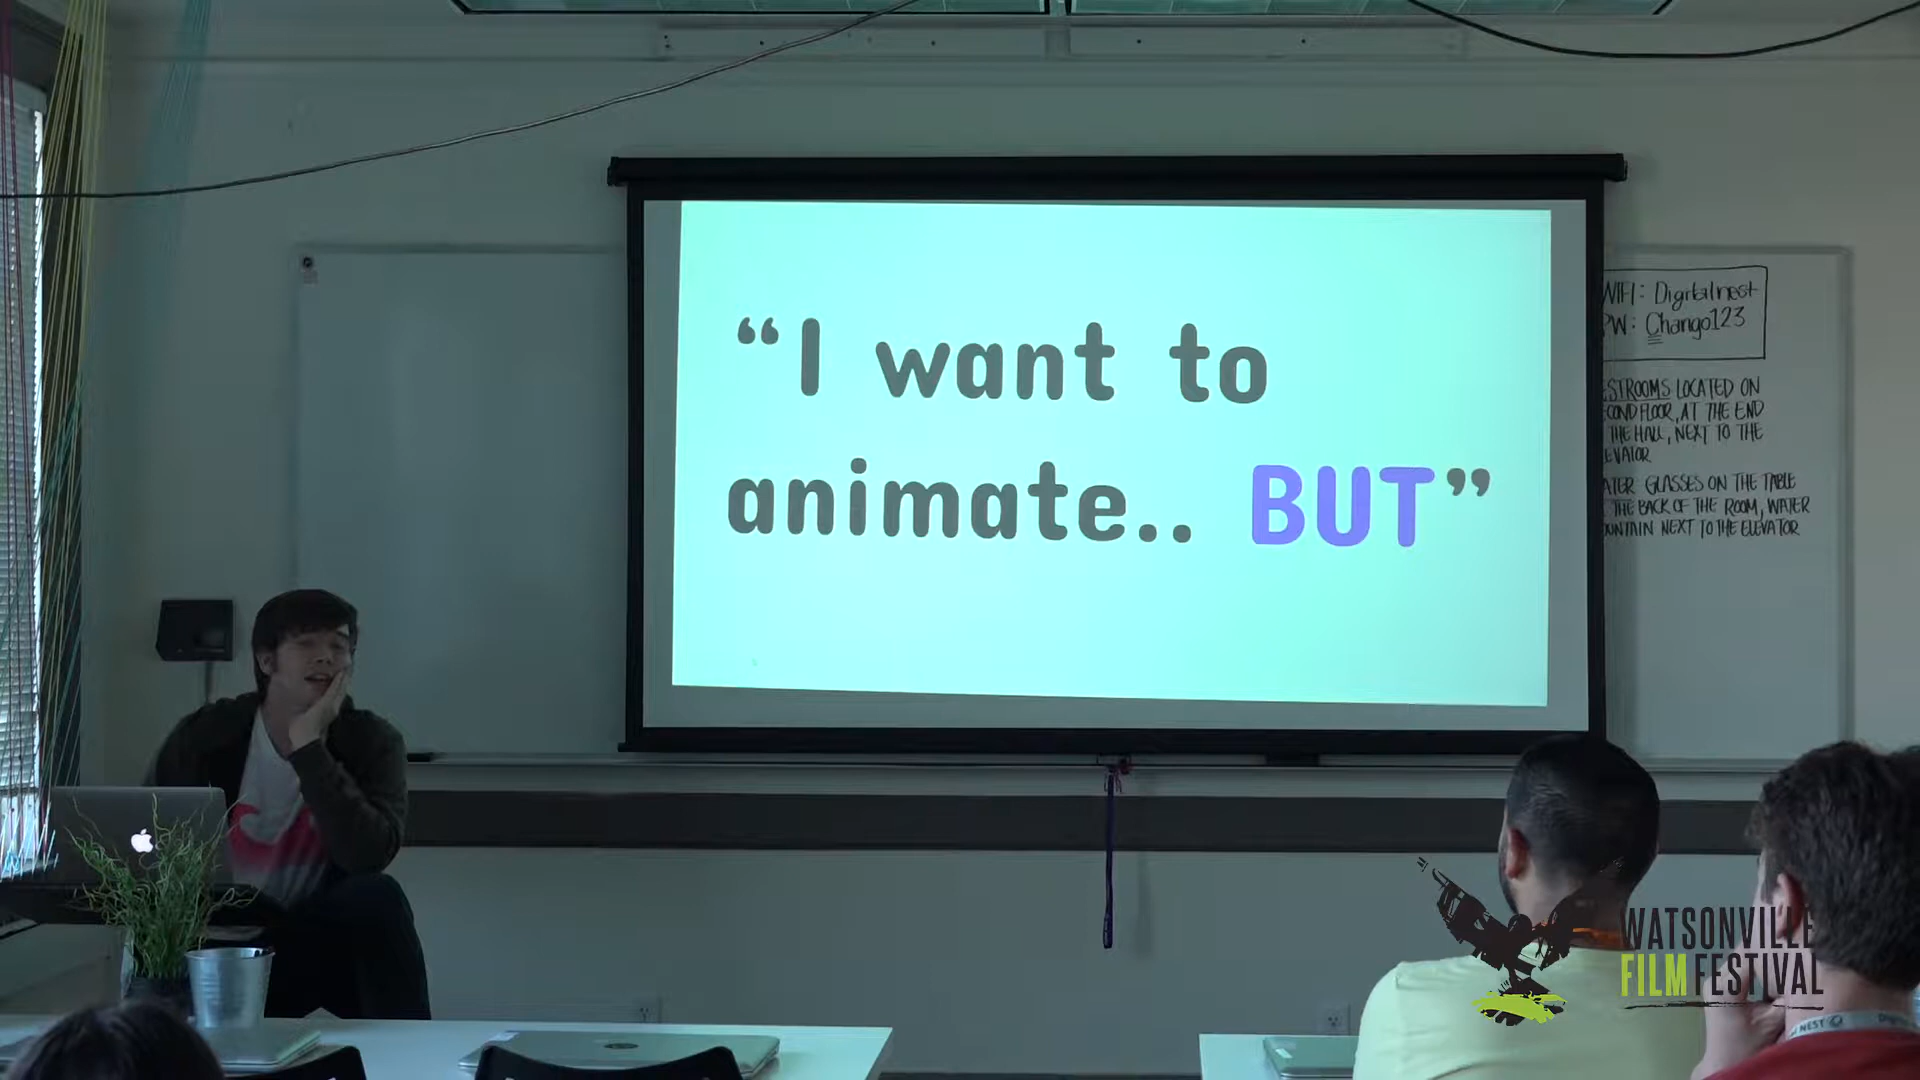 “I want to
animate.. BUT”
WIFI: Digitalnest
PW: Chango123
ESTROOMS LOCATED ON
COND FLOOR, AT THE END
THE HALL, NEXT TO THE
EVATOR
ATER GLASSES ON THE TABLE
THE BACK OF THE ROOM, WATER
OUNTAIN NEXT TO THE ELEVATOR
WATSONVILLE
FILMFESTIVAL
NEST